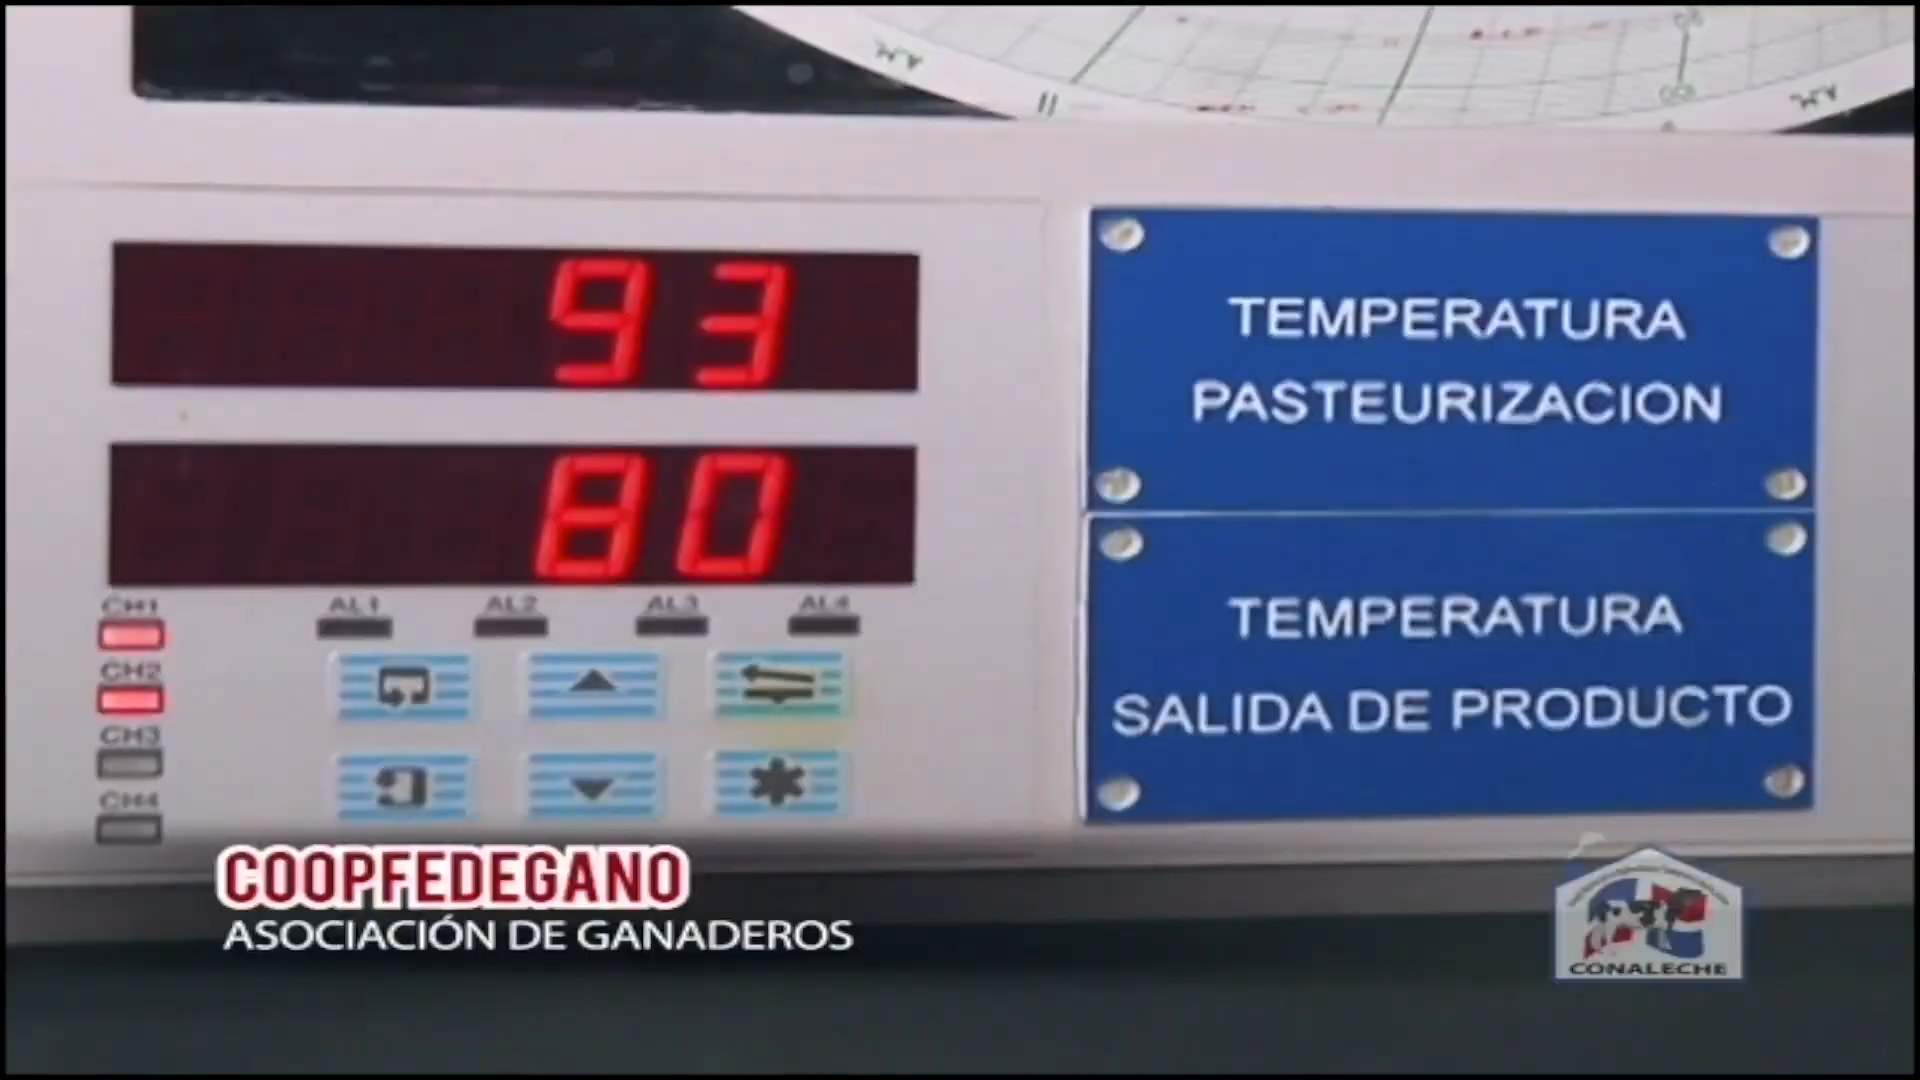 A.M.
11
A.M.
93
80
TEMPERATURA
PASTEURIZACION
TEMPERATURA
SALIDA DE PRODUCTO
CH1
CH2
CH3
CH4
AL1 AL2 AL3 AL4
COOPFEDEGANO
ASOCIACIÓN DE GANADEROS
CONALECHE